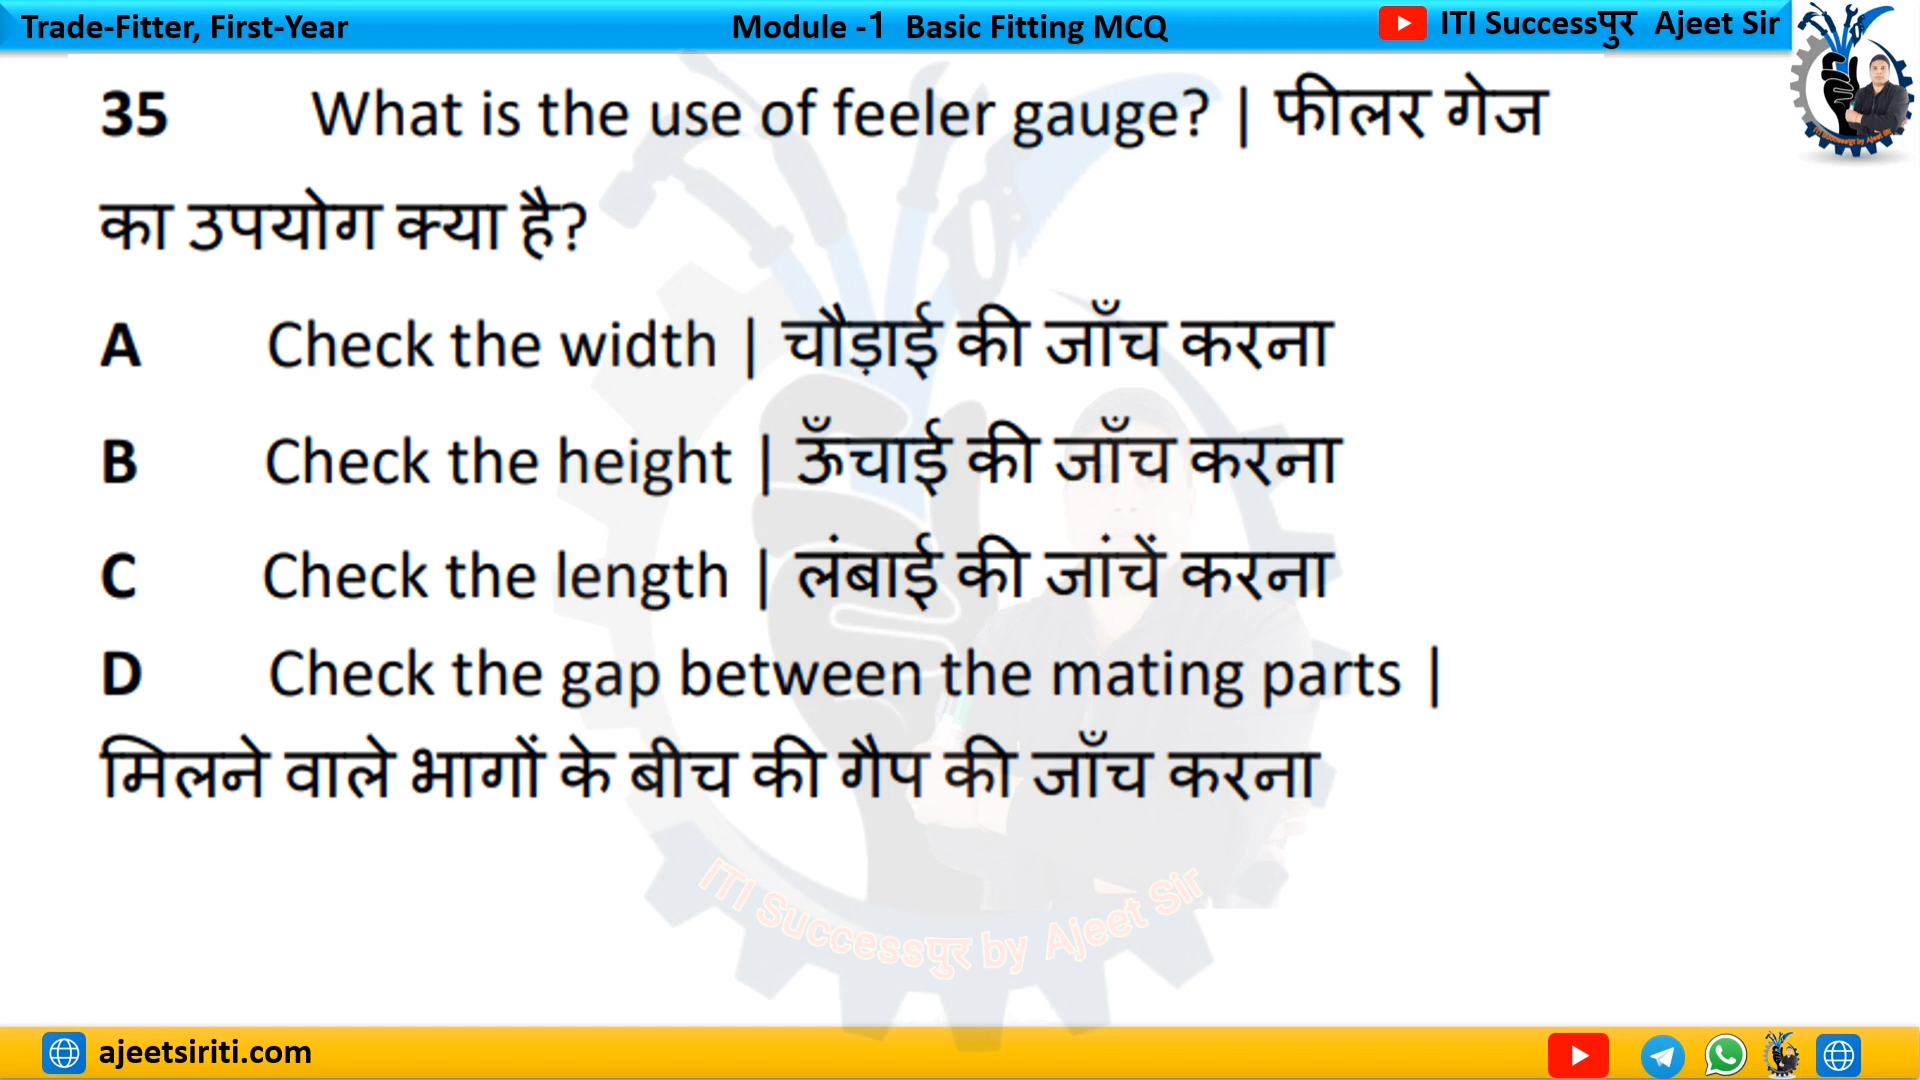 Trade-Fitter, First-Year
Module -1 Basic Fitting MCQ
ITI Successपुर Ajeet Sir
35 What is the use of feeler gauge? | फीलर गेज
का उपयोग क्या है?
A Check the width | चौड़ाई की जाँच करना
B Check the height | ऊँचाई की जाँच करना
C Check the length | लंबाई की जांचें करना
D Check the gap between the mating parts |
मिलने वाले भागों के बीच की गैप की जाँच करना
ITI Successपुर by Ajeet Sir
ajeetsiriti.com